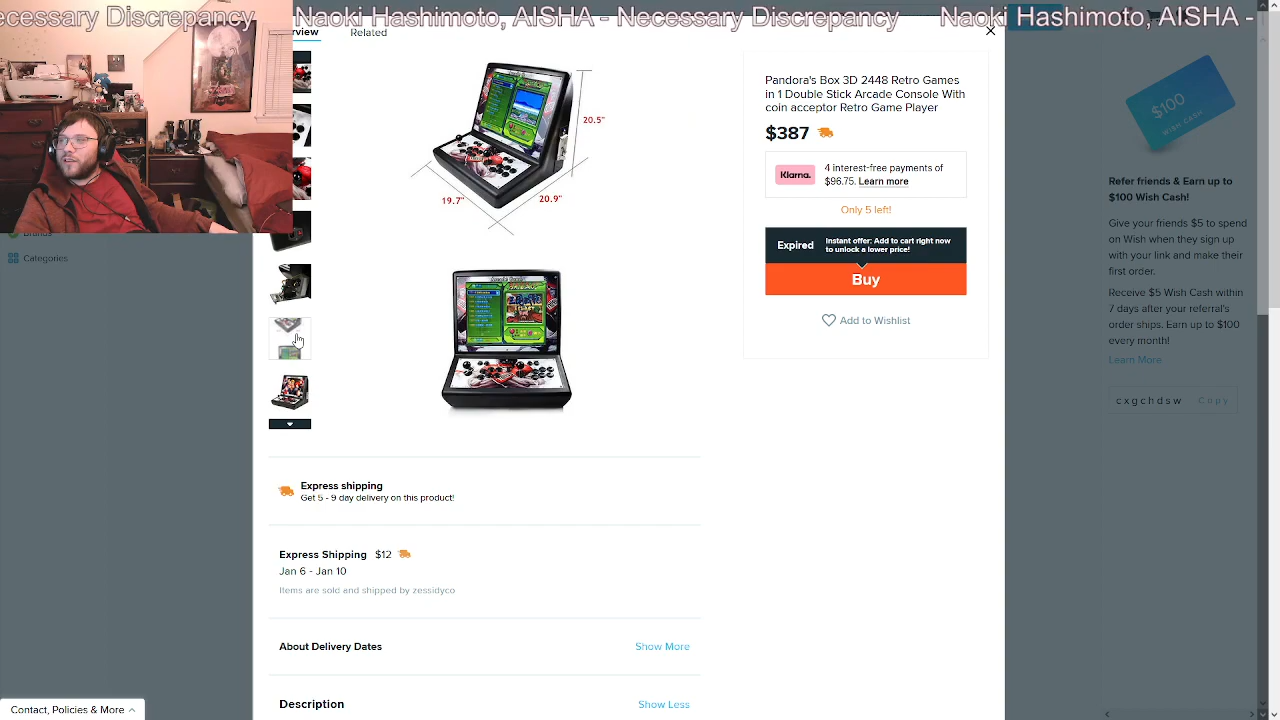 ecessary Discrepancy Naoki Hashimoto, AISHA - Necessary Discrepancy Naoki Hashimoto, AISHA -
rview Related
20.5"
19.7" 20.9"
Pandora's Box 3D 2448 Retro Games
in 1 Double Stick Arcade Console With
coin acceptor Retro Game Player
$387
Klarna. 4 interest-free payments of
$96.75. Learn more
Only 5 left!
Expired Instant offer: Add to cart right now
to unlock a lower price!
Buy
Add to Wishlist
Express shipping
Get 5 - 9 day delivery on this product!
Express Shipping $12
Jan 6 - Jan 10
Items are sold and shipped by zessidyco
About Delivery Dates Show More
Description Show Less
Brands
Categories
$100
WISH CASH
Refer friends & Earn up to
$100 Wish Cash!
Give your friends $5 to spend
on Wish when they sign up
with your link and make their
first order.
Receive $5 Wish Cash within
7 days after your referral's
order ships. Earn up to $100
every month!
Learn More
cxgchdsw Copy
Contact, Policies & More